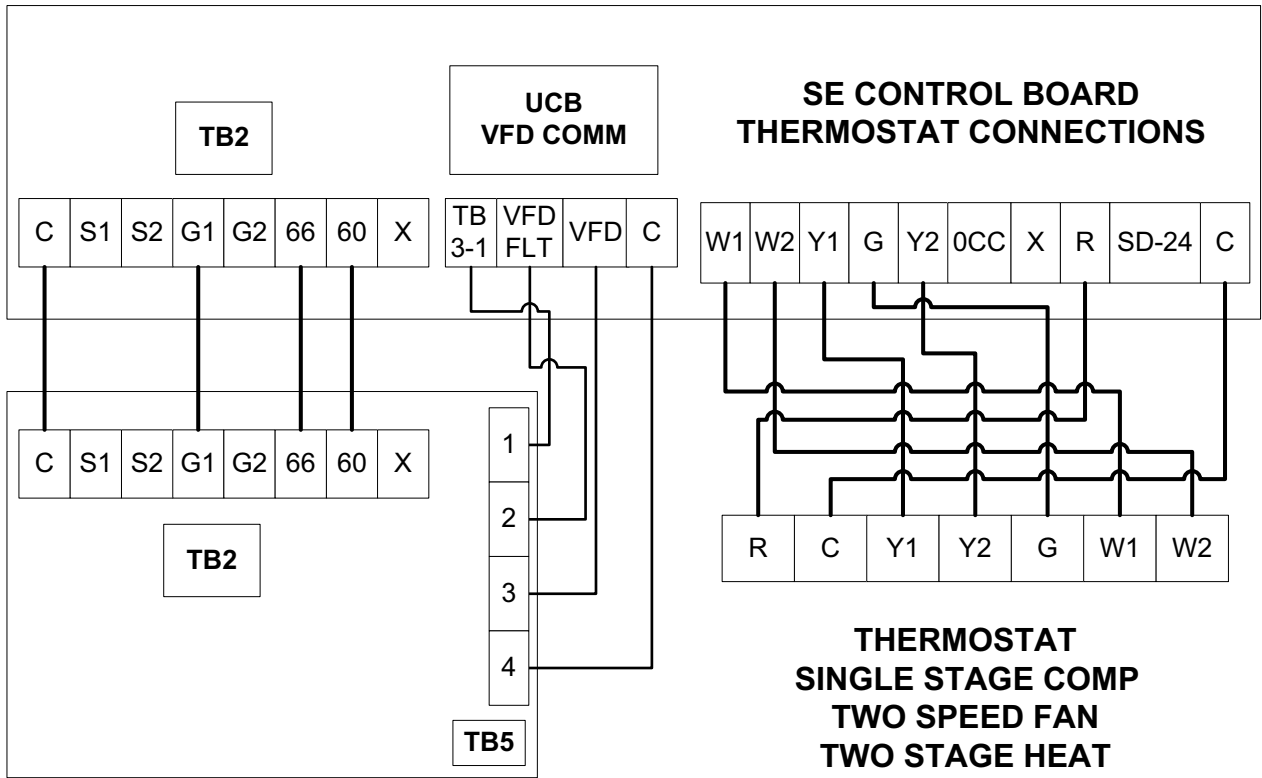 UCB
VFD COMM
SE CONTROL BOARD
THERMOSTAT CONNECTIONS
TB2
C S1 S2 G1 G2 66 60 X
TB
3-1
VFD
FLT
VFD
C
W1 W2 Y1 G Y2 0CC X R SD-24 C
C S1 S2 G1 G2 66 60 X
TB2
1
2
3
4
TB5
R C Y1 Y2 G W1 W2
THERMOSTAT
SINGLE STAGE COMP
TWO SPEED FAN
TWO STAGE HEAT